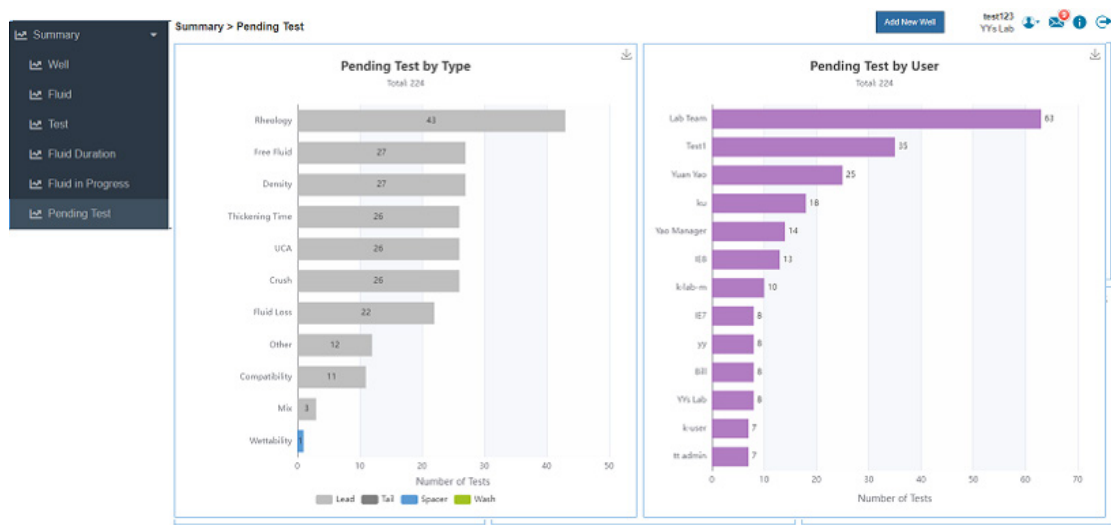 Summary
Well
Fluid
Test
Fluid Duration
Fluid in Progress
Pending Test
Summary > Pending Test
Add New Well
test123
YYs Lab
9
Pending Test by Type
Total: 224
Rheology 43
Free Fluid 27
Density 27
Thickening Time 26
UCA 26
Crush 26
Fluid Loss 22
Other 12
Compatibility 11
Mix 3
Wettability 1
0 10 20 30 40 50
Number of Tests
Lead Tail Spacer Wash
Pending Test by User
Total: 224
Lab Team 63
Test1 35
Yuan Yao 25
ku 18
Yao Manager 14
IE8 13
k-lab-m 10
IE7 8
yy 8
Bill 8
YYs Lab 8
k-user 7
tt admin 7
0 10 20 30 40 50 60 70
Number of Tests